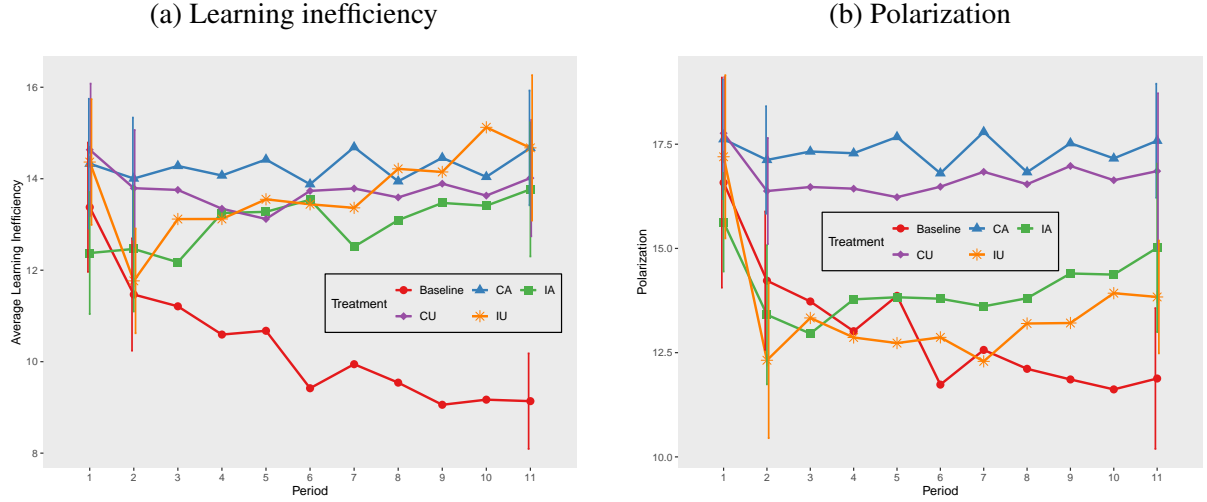 (a) Learning inefficiency
16
14
12
10
8
Average Learning Inefficiency
Treatment
Baseline CA IA
CU IU
1 2 3 4 5 6 7 8 9 10 11
Period
(b) Polarization
17.5
15.0
12.5
10.0
Polarization
Treatment
Baseline CA IA
CU IU
1 2 3 4 5 6 7 8 9 10 11
Period